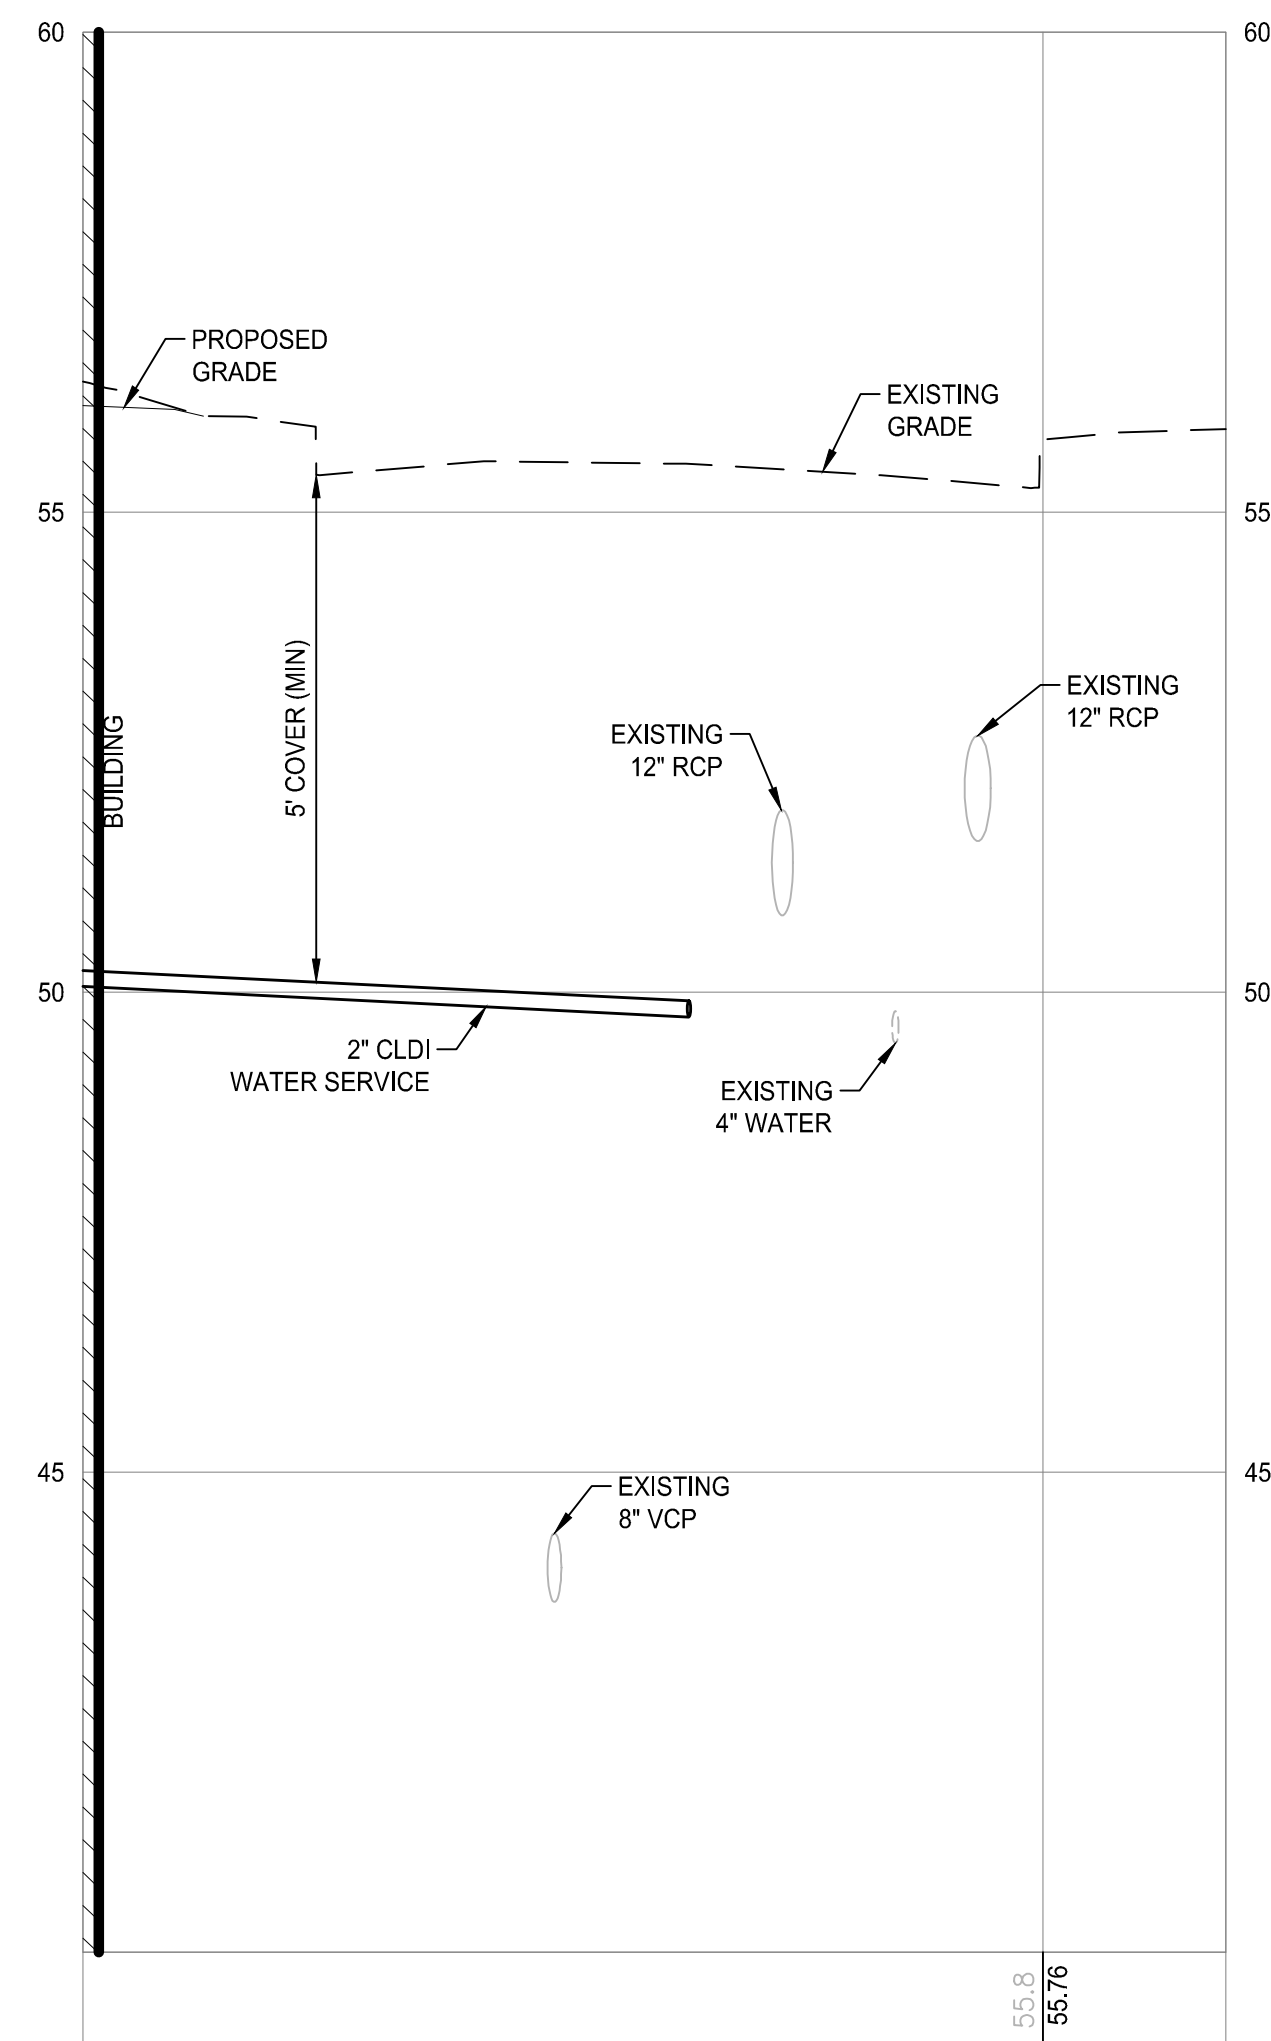 60
60
PROPOSED
GRADE
EXISTING
GRADE
55
55
5' COVER (MIN)
BUILDING
EXISTING
12" RCP
EXISTING
12" RCP
50
50
2" CLDI
WATER SERVICE
EXISTING
4" WATER
45
45
EXISTING
8" VCP
55.8
55.76